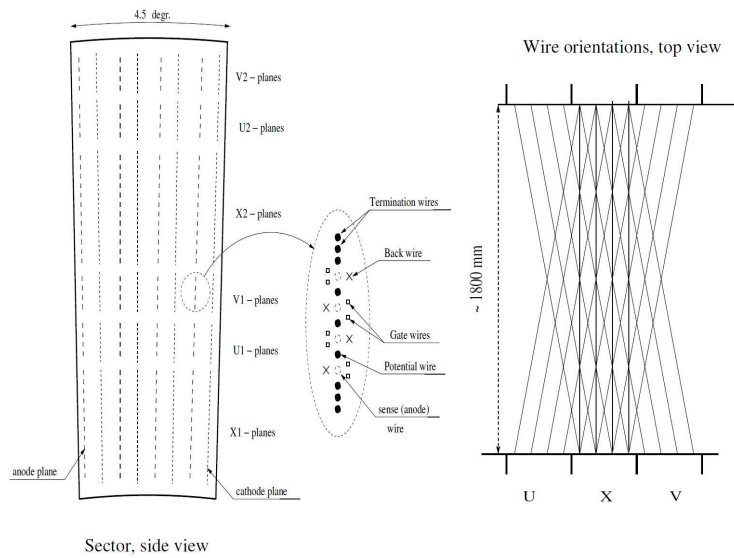 4.5 degr.
V2 – planes
U2 – planes
X2 – planes
V1 – planes
U1 – planes
X1 – planes
anode plane
cathode plane
Sector, side view
Termination wires
Back wire
Gate wires
Potential wire
sense (anode)
wire
Wire orientations, top view
~ 1800 mm
U X V